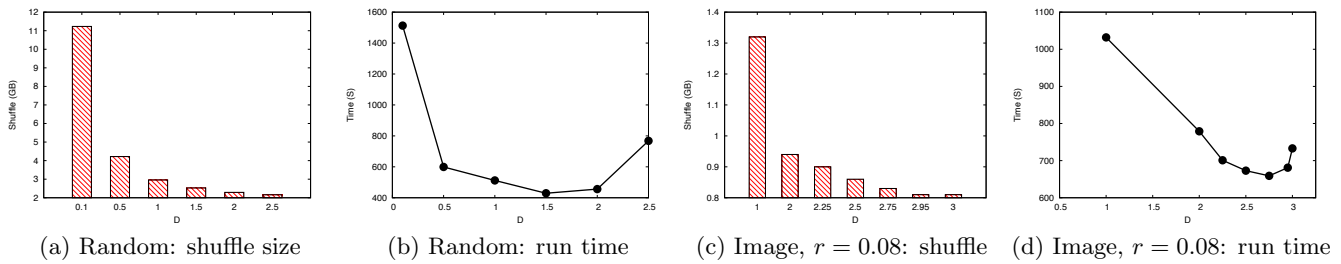 12
11
10
9
8
7
6
5
4
3
2
Shuffle (GB)
0.1 0.5 1 1.5 2 2.5
D
(a) Random: shuffle size
1600
1400
1200
1000
800
600
400
Time (S)
0 0.5 1 1.5 2 2.5
D
(b) Random: run time
1.4
1.3
1.2
1.1
1
0.9
0.8
Shuffle (GB)
1 2 2.25 2.5 2.75 2.95 3
D
(c) Image, r = 0.08: shuffle
1100
1000
900
800
700
600
Time (S)
0.5 1 1.5 2 2.5 3
D
(d) Image, r = 0.08: run time